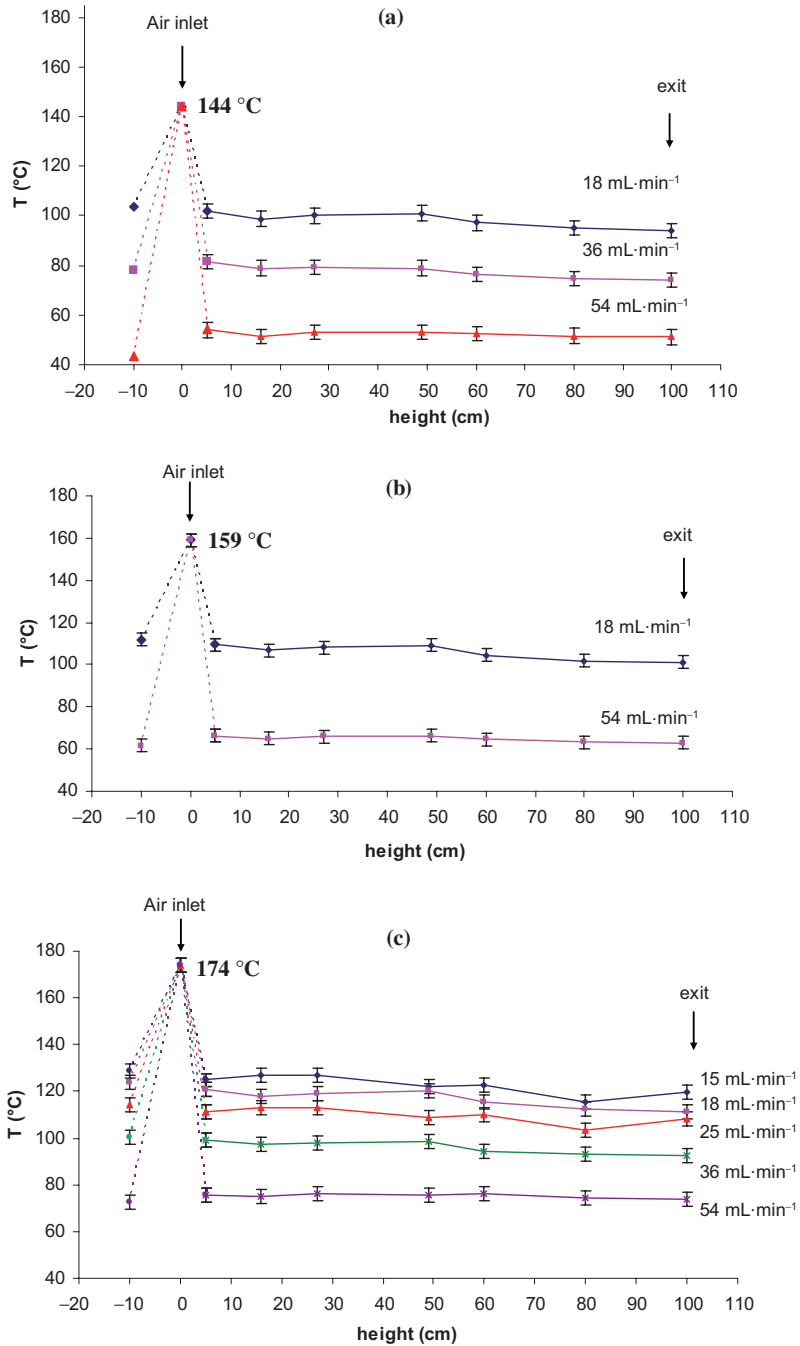 (a)
Air inlet
180
160
144 °C
exit
140
120
18 mL·min⁻¹
T (°C)
100
36 mL·min⁻¹
80
54 mL·min⁻¹
60
40
−20 −10 0 10 20 30 40 50 60 70 80 90 100 110
height (cm)
Air inlet
(b)
180
160
159 °C
exit
140
120
18 mL·min⁻¹
T (°C)
100
80
54 mL·min⁻¹
60
40
−20 −10 0 10 20 30 40 50 60 70 80 90 100 110
height (cm)
Air inlet
(c)
180
174 °C
160
exit
140
120
15 mL·min⁻¹
18 mL·min⁻¹
T (°C)
25 mL·min⁻¹
100
36 mL·min⁻¹
80
54 mL·min⁻¹
60
40
−20 −10 0 10 20 30 40 50 60 70 80 90 100 110
height (cm)